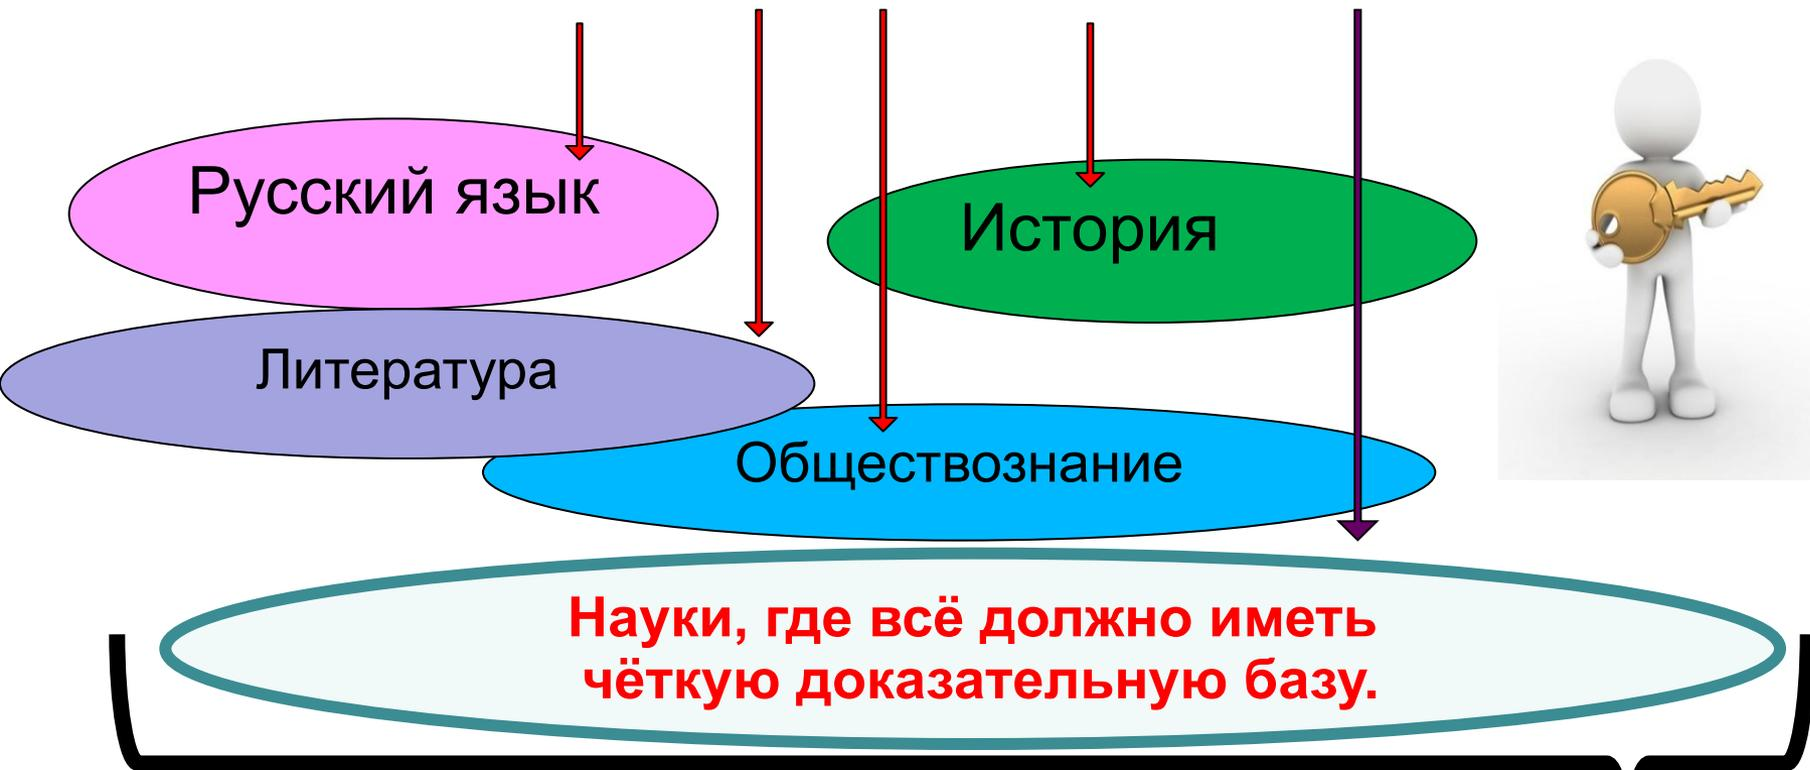 Русский язык
История
Литература
Обществознание
Науки, где всё должно иметь
чёткую доказательную базу.